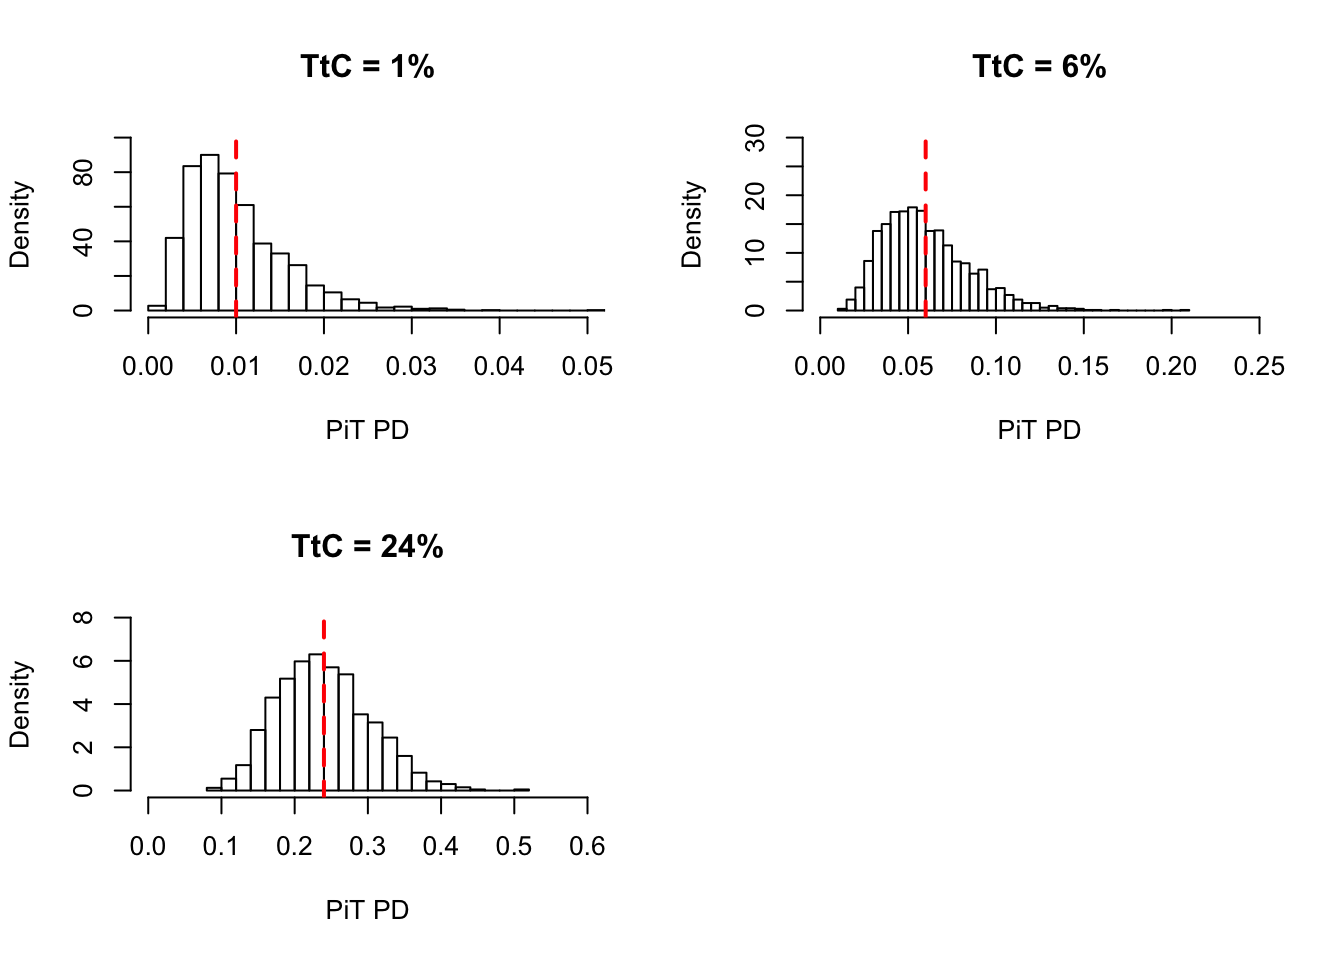 TtC = 1%
Density
0 40 80
0.00 0.01 0.02 0.03 0.04 0.05
PiT PD
TtC = 6%
Density
0 10 20 30
0.00 0.05 0.10 0.15 0.20 0.25
PiT PD
TtC = 24%
Density
0 2 4 6 8
0.0 0.1 0.2 0.3 0.4 0.5 0.6
PiT PD